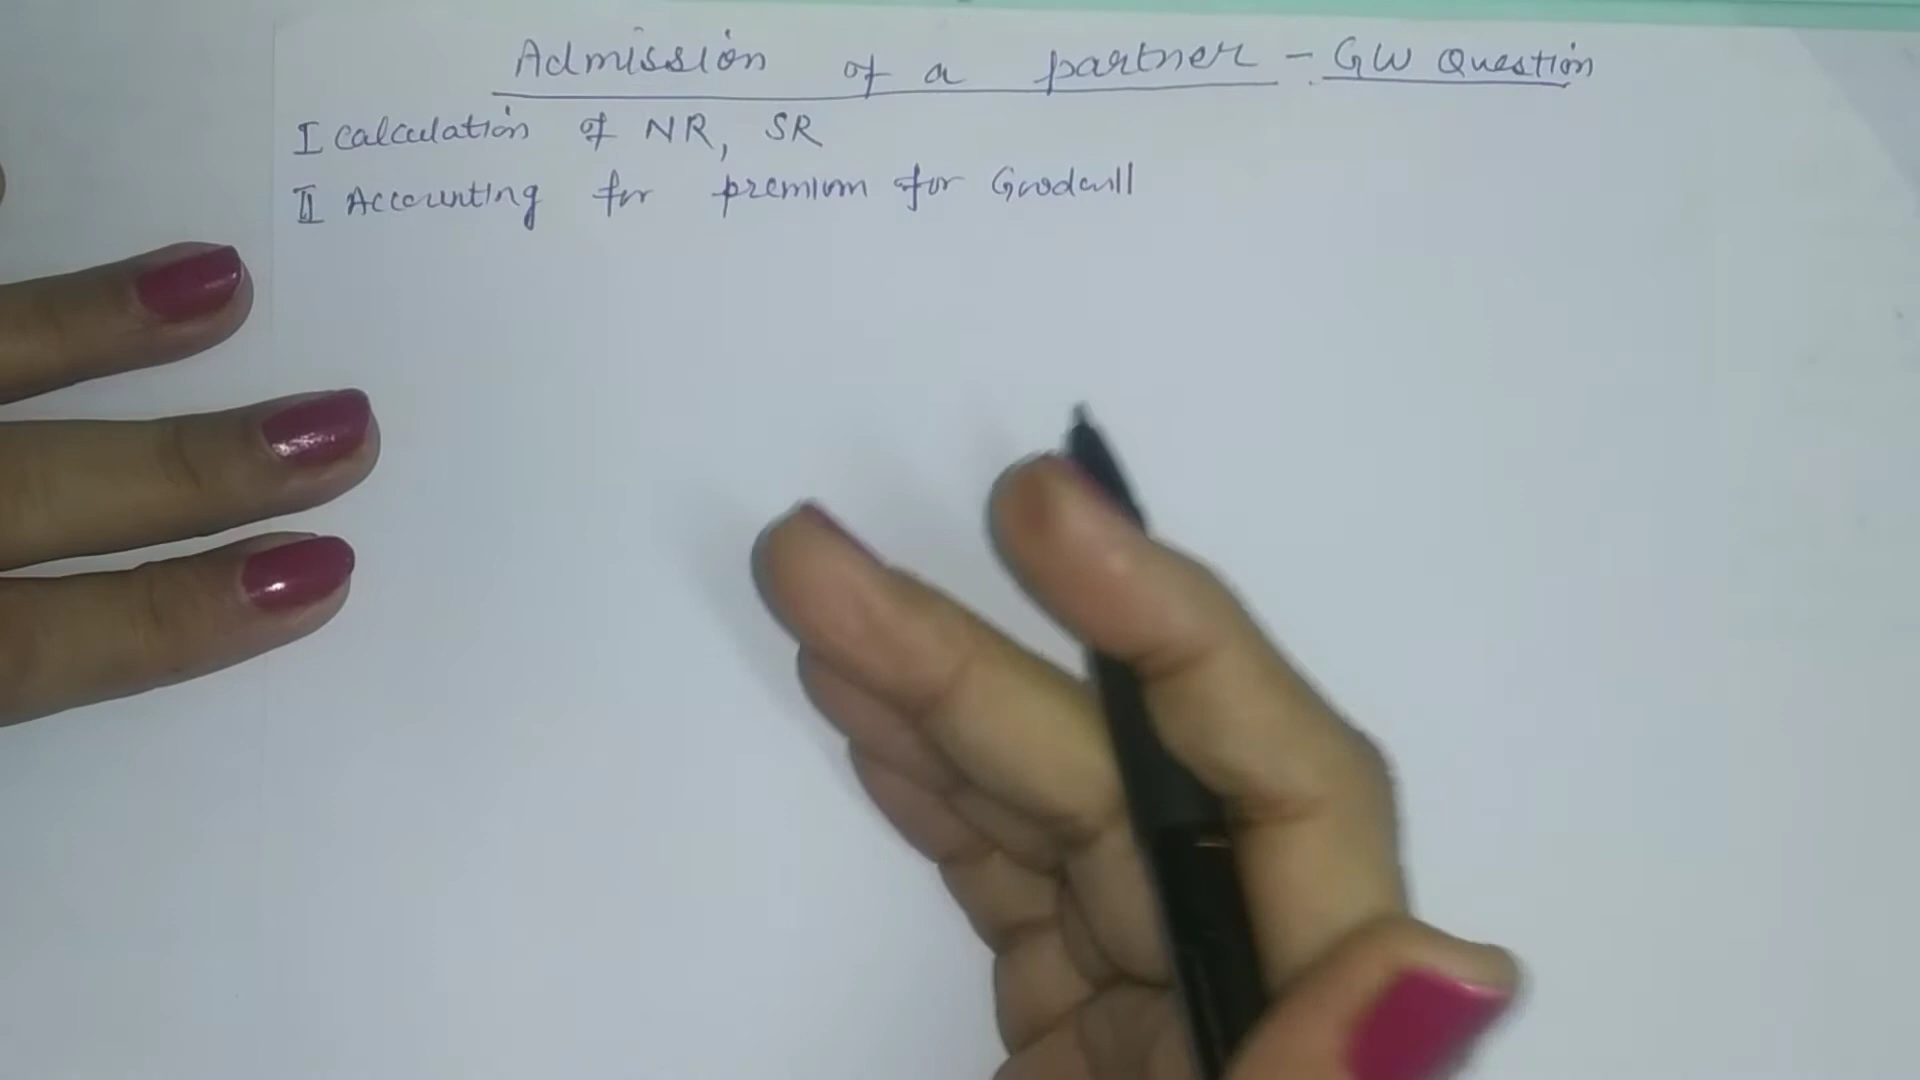 Admission of a partner - GW Question
I Calculation of NR, SR
II Accounting for premium for Goodwill